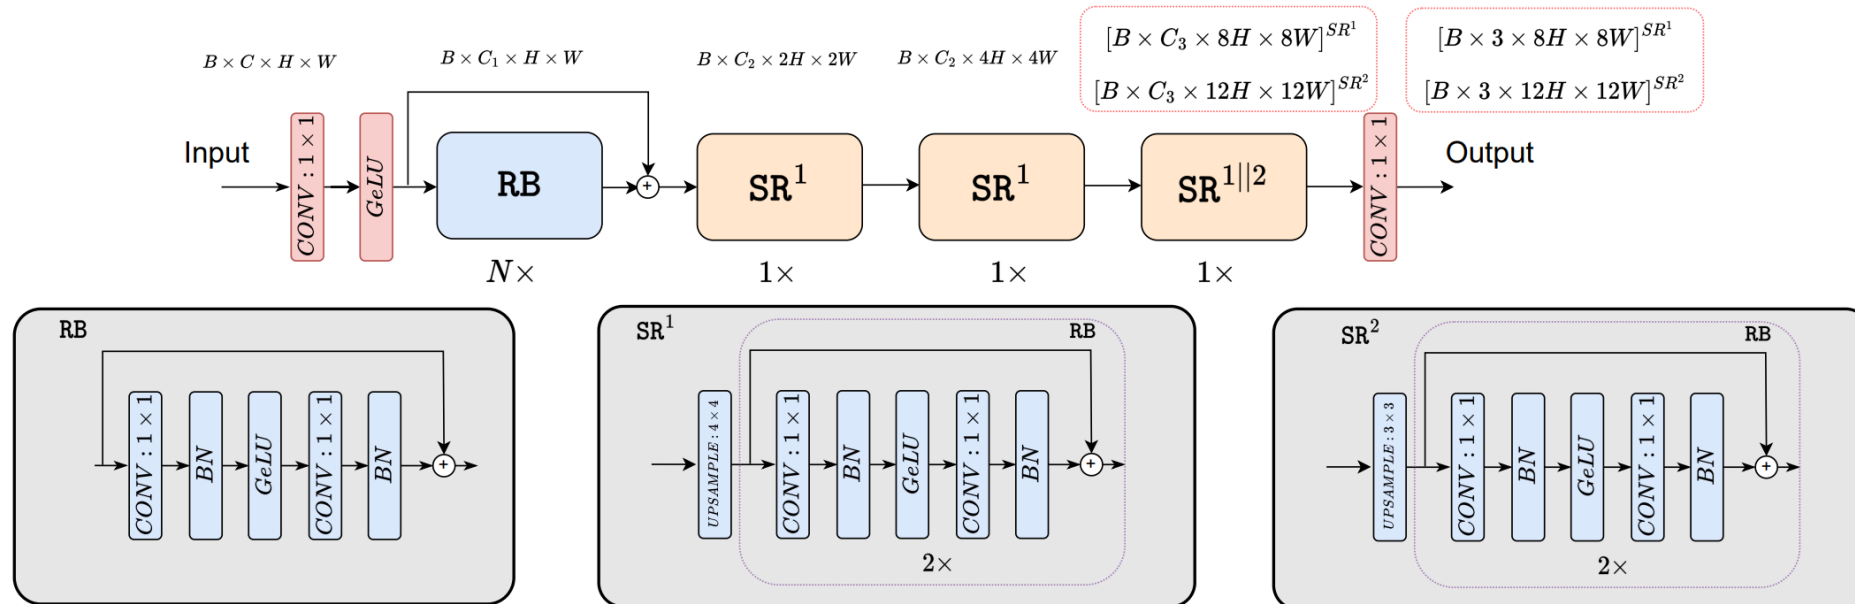 B × C × H × W
B × C₁ × H × W
B × C₂ × 2H × 2W
B × C₂ × 4H × 4W
[B × C₃ × 8H × 8W]^{SR¹}
[B × C₃ × 12H × 12W]^{SR²}
[B × 3 × 8H × 8W]^{SR¹}
[B × 3 × 12H × 12W]^{SR²}
Input
CONV : 1 × 1
GeLU
RB
+
SR¹
SR¹
SR^{1||2}
CONV : 1 × 1
Output
N×
1×
1×
1×
RB
CONV : 1 × 1
BN
GeLU
CONV : 1 × 1
BN
+
SR¹
RB
UPSAMPLE : 4 × 4
CONV : 1 × 1
BN
GeLU
CONV : 1 × 1
BN
+
2×
SR²
RB
UPSAMPLE : 3 × 3
CONV : 1 × 1
BN
GeLU
CONV : 1 × 1
BN
+
2×